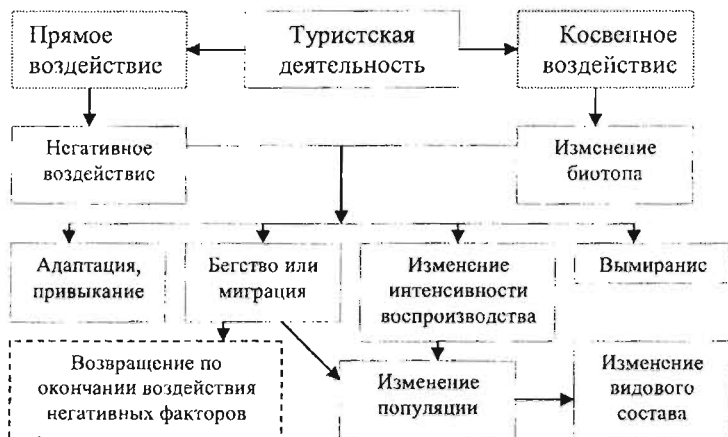 Прямое
воздействие
Туристская
деятельность
Косвенное
воздействие
Негативное
воздействие
Изменение
биотопа
Адаптация,
привыкание
Бегство или
миграция
Изменение
интенсивности
воспроизводства
Вымирание
Возвращение по
окончании воздействия
негативных факторов
Изменение
популяции
Изменение
видового
состава